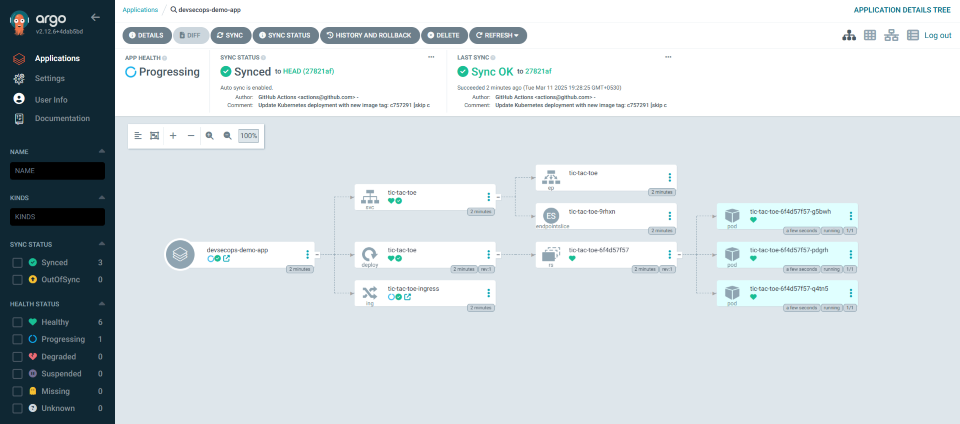 argo
v2.12.6+4dab5bd
Applications
Settings
User Info
Documentation
NAME
NAME
KINDS
KINDS
SYNC STATUS
Synced 3
OutOfSync 0
HEALTH STATUS
Healthy 6
Progressing 1
Degraded 0
Suspended 0
Missing 0
Unknown 0
Applications / devsecops-demo-app
APPLICATION DETAILS TREE
DETAILS DIFF SYNC SYNC STATUS HISTORY AND ROLLBACK DELETE REFRESH
Log out
APP HEALTH
Progressing
SYNC STATUS
Synced to HEAD (27821af)
Auto sync is enabled.
Author: GitHub Actions <actions@github.com> -
Comment: Update Kubernetes deployment with new image tag: c757291 [skip c
LAST SYNC
Sync OK to 27821af
Succeeded 2 minutes ago (Tue Mar 11 2025 19:28:25 GMT+0530)
Author: GitHub Actions <actions@github.com> -
Comment: Update Kubernetes deployment with new image tag: c757291 [skip c
100%
devsecops-demo-app
2 minutes
tic-tac-toe
svc
2 minutes
tic-tac-toe
deploy
2 minutes rev:1
tic-tac-toe-ingress
ing
2 minutes
tic-tac-toe
ep
2 minutes
ES
tic-tac-toe-9rhxn
endpointslice
2 minutes
tic-tac-toe-6f4d57f57
rs
2 minutes rev:1
tic-tac-toe-6f4d57f57-g5bwh
pod
a few seconds running 1/1
tic-tac-toe-6f4d57f57-pdgrh
pod
a few seconds running 1/1
tic-tac-toe-6f4d57f57-q4tn5
pod
a few seconds running 1/1